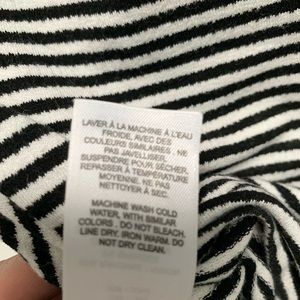 LAVER À LA MACHINE À L'EAU
FROIDE, AVEC DES
COULEURS SIMILAIRES . NE
PAS JAVELLISER .
SUSPENDRE POUR SÉCHER.
REPASSER À TEMPÉRATURE
MOYENNE. NE PAS
NETTOYER À SEC.
MACHINE WASH COLD
WATER, WITH SIMILAR
COLORS . DO NOT BLEACH.
LINE DRY. IRON WARM. DO
NOT DRY CLEAN.